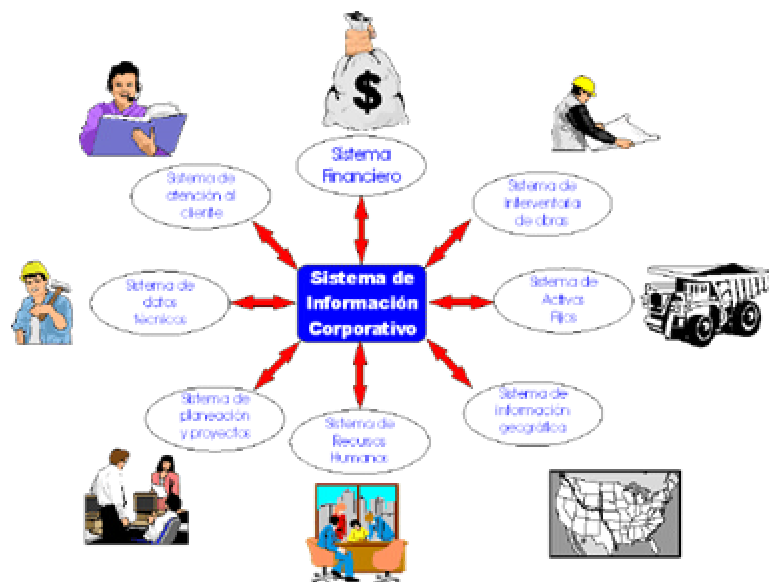 $
Sistema
Financiero
Sistema de
atención al
cliente
Sistema de
interventoria
de obras
Sistema de
Información
Corporativo
Sistema de
datos
técnicos
Sistema de
Activos
Fijos
Sistema de
planeación
y proyectos
Sistema de
Recursos
Humanos
Sistema de
información
geográfica